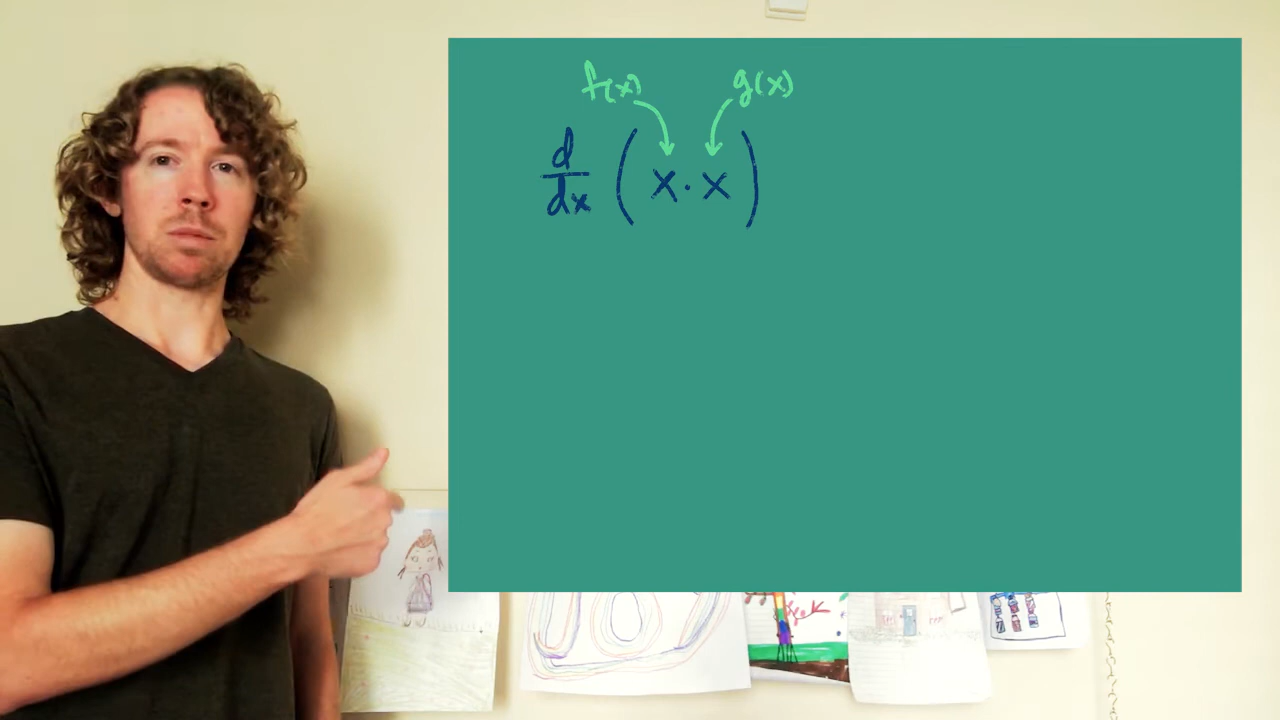 f(x) g(x)
d/dx ( x · x )